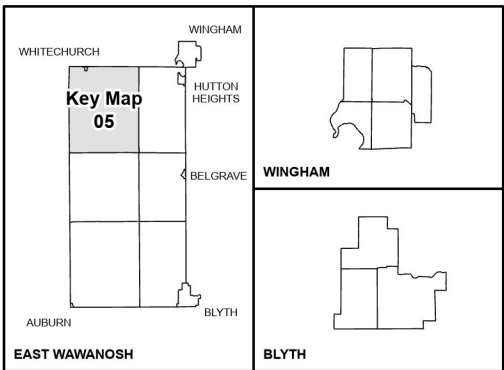 WINGHAM
WHITECHURCH
HUTTON
HEIGHTS
Key Map
05
BELGRAVE
BLYTH
AUBURN
EAST WAWANOSH
WINGHAM
BLYTH